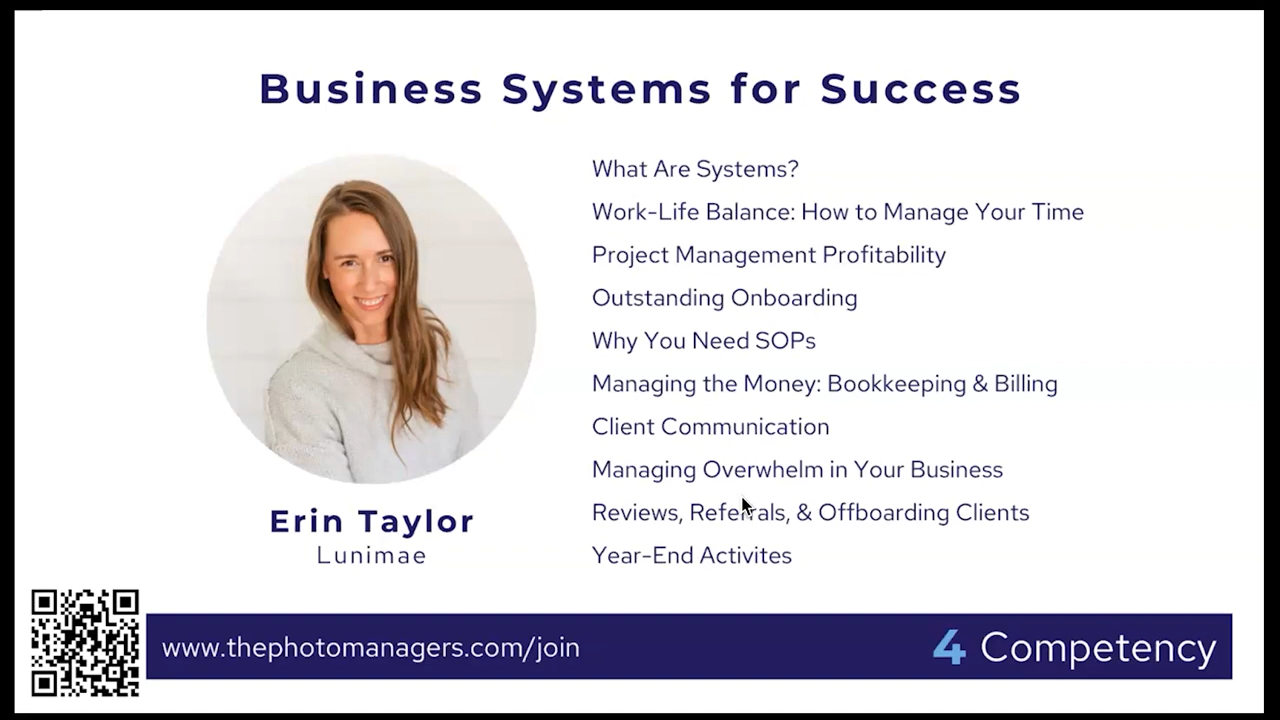 Business Systems for Success
What Are Systems?
Work-Life Balance: How to Manage Your Time
Project Management Profitability
Outstanding Onboarding
Why You Need SOPs
Managing the Money: Bookkeeping & Billing
Client Communication
Managing Overwhelm in Your Business
Reviews, Referrals, & Offboarding Clients
Year-End Activites
Erin Taylor
Lunimae
www.thephotomanagers.com/join
4 Competency